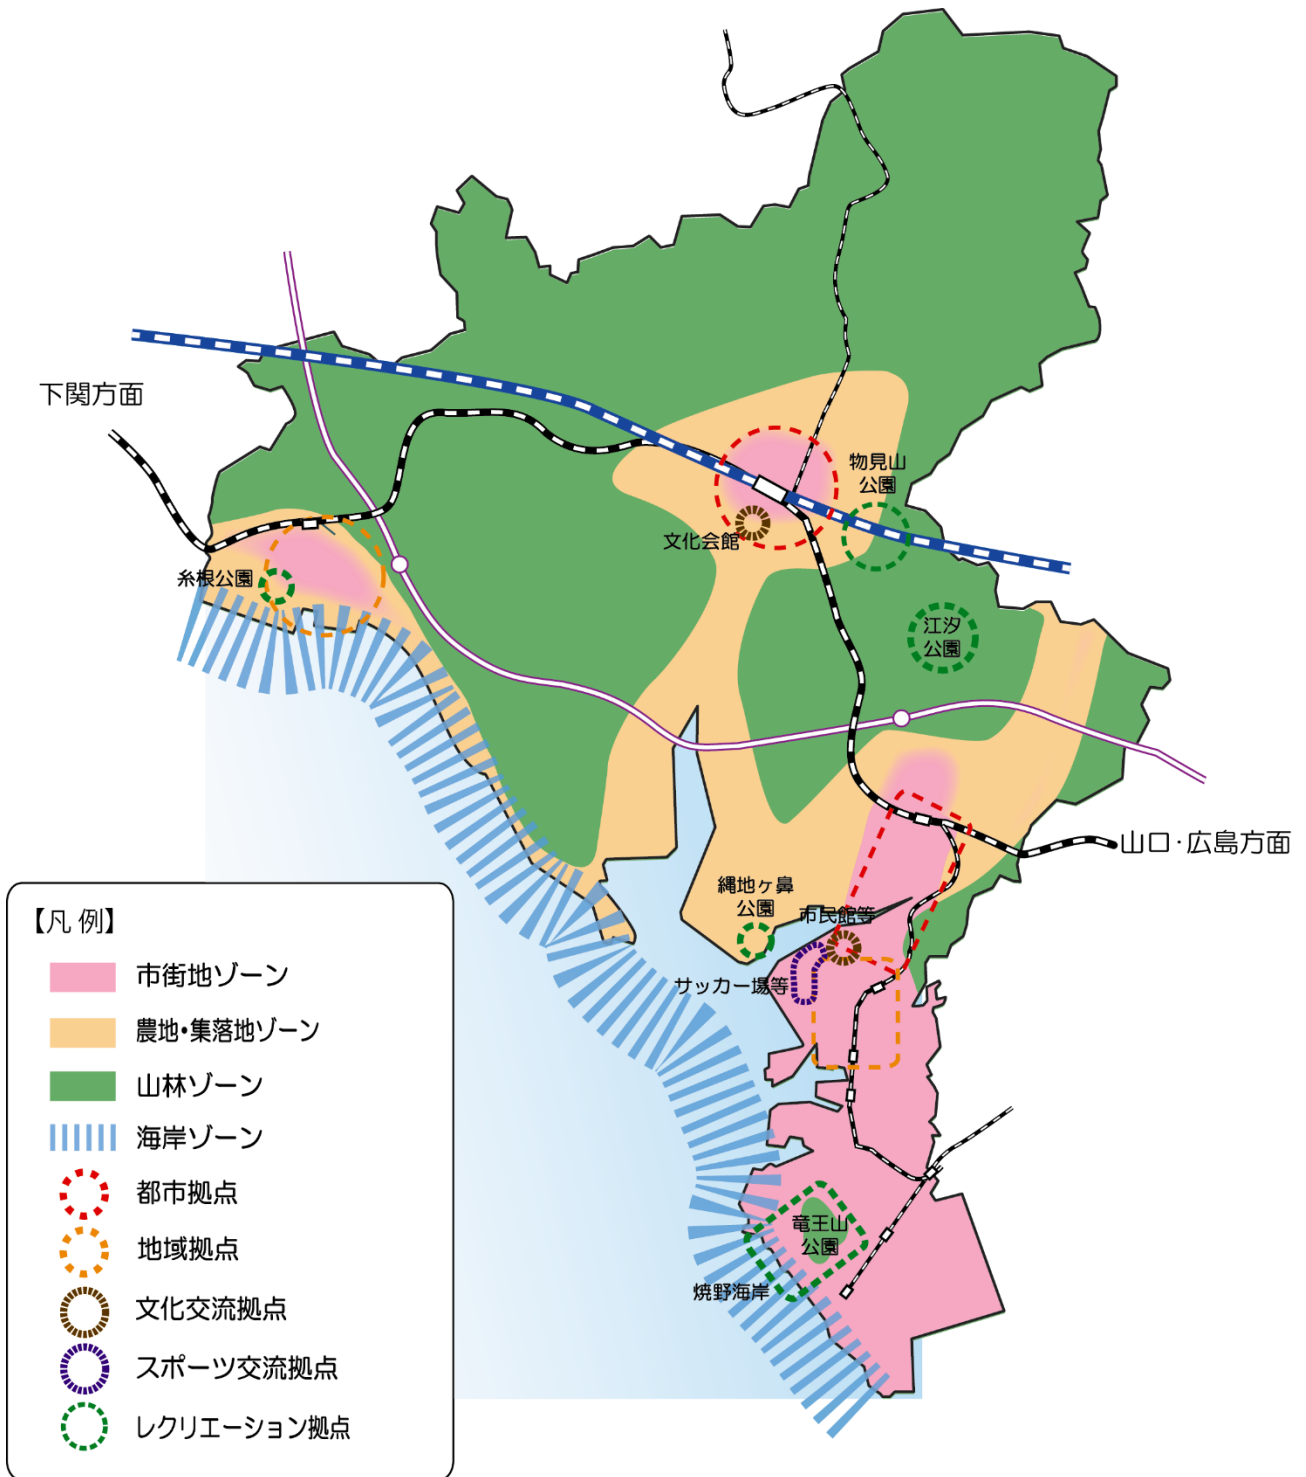 下関方面
物見山
公園
文化会館
糸根公園
江汐
公園
山口・広島方面
縄地ヶ鼻
公園
市民館等
サッカー場等
竜王山
公園
焼野海岸
【凡 例】
市街地ゾーン
農地・集落地ゾーン
山林ゾーン
海岸ゾーン
都市拠点
地域拠点
文化交流拠点
スポーツ交流拠点
レクリエーション拠点